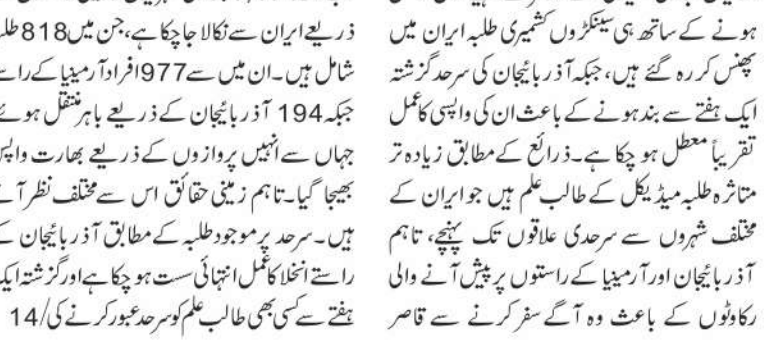 ہونے کے ساتھ ہی سینکڑوں کشمیری طلبہ ایران میں
پھنس کر رہ گئے ہیں، جبکہ آذربائیجان کی سرحد گزشتہ
ایک ہفتے سے بند ہونے کے باعث ان کی واپسی کا عمل
تقریباً معطل ہو چکا ہے۔ ذرائع کے مطابق زیادہ تر
متاثرہ طلبہ میڈیکل کے طالب علم ہیں جو ایران کے
مختلف شہروں سے سرحدی علاقوں تک پہنچے، تاہم
آذربائیجان اور آرمینیا کے راستوں پر پیش آنے والی
رکاوٹوں کے باعث وہ آگے سفر کرنے سے قاصر
ذریعے ایران سے نکالا جا چکا ہے، جن میں 818 طلـ
شامل ہیں۔ ان میں سے 977 افراد آرمینیا کے راسـ
جبکہ 194 آذربائیجان کے ذریعے باہر منتقل ہوئے
جہاں سے انہیں پروازوں کے ذریعے بھارت واپس
بھیجا گیا۔ تاہم زمینی حقائق اس سے مختلف نظر آ
ہیں۔ سرحد پر موجود طلبہ کے مطابق آذربائیجان کے
راستے انخلا کا عمل انتہائی سست ہو چکا ہے اور گزشتہ ایک
ہفتے سے کسی بھی طالب علم کو سرحد عبور کرنے کی/14